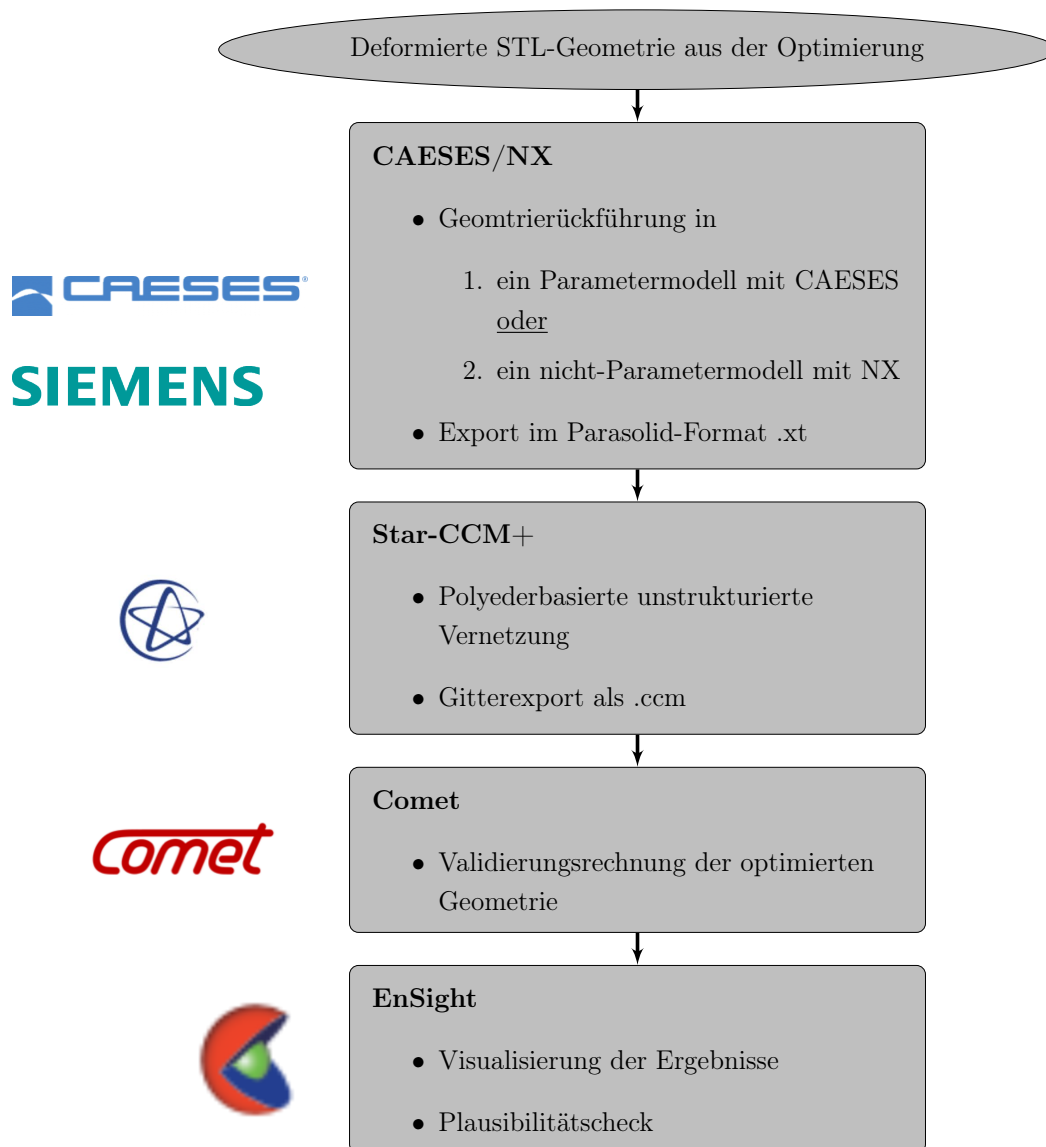 Deformierte STL-Geometrie aus der Optimierung
CAESES/NX
• Geomtrierückführung in
1. ein Parametermodell mit CAESES
oder
2. ein nicht-Parametermodell mit NX
• Export im Parasolid-Format .xt
CAESES®
SIEMENS
Star-CCM+
• Polyederbasierte unstrukturierte
Vernetzung
• Gitterexport als .ccm
Comet
• Validierungsrechnung der optimierten
Geometrie
Comet
EnSight
• Visualisierung der Ergebnisse
• Plausibilitätscheck